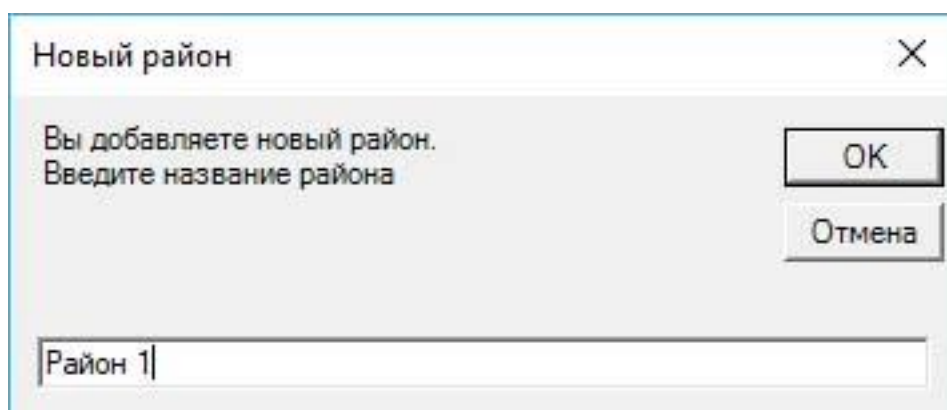 Новый район
Вы добавляете новый район.
Введите название района
OK
Отмена
Район 1